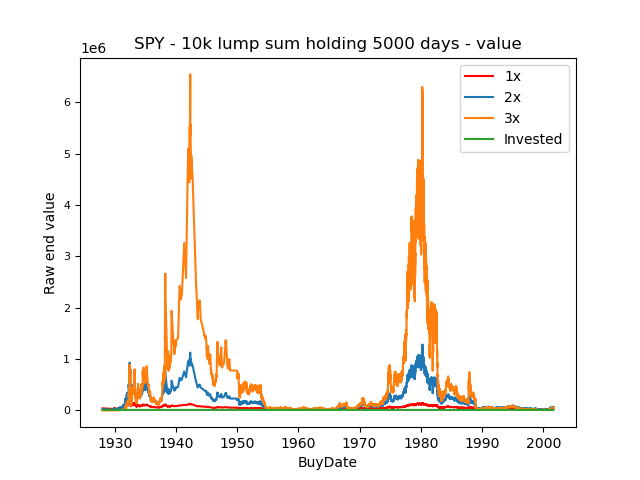 SPY - 10k lump sum holding 5000 days - value
1e6
1x
2x
3x
Invested
Raw end value
6
5
4
3
2
1
0
1930 1940 1950 1960 1970 1980 1990 2000
BuyDate